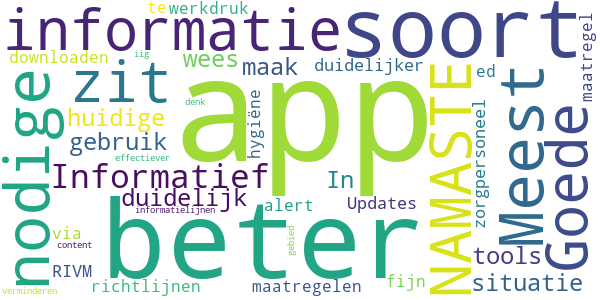 te werkdruk
informatie soort
downloaden iig wees maak duidelijker ed maatregel
zit app
denk
huidige
gebruik hygiëne
nodige NAMASTE Meest Goede
zorgpersoneel
effectiever
Informatief In
duidelijk alert Updates
informatielijnen
beter
via
content gebied
tools
RIVM situatie
richtlijnen maatregelen fijn
verminderen